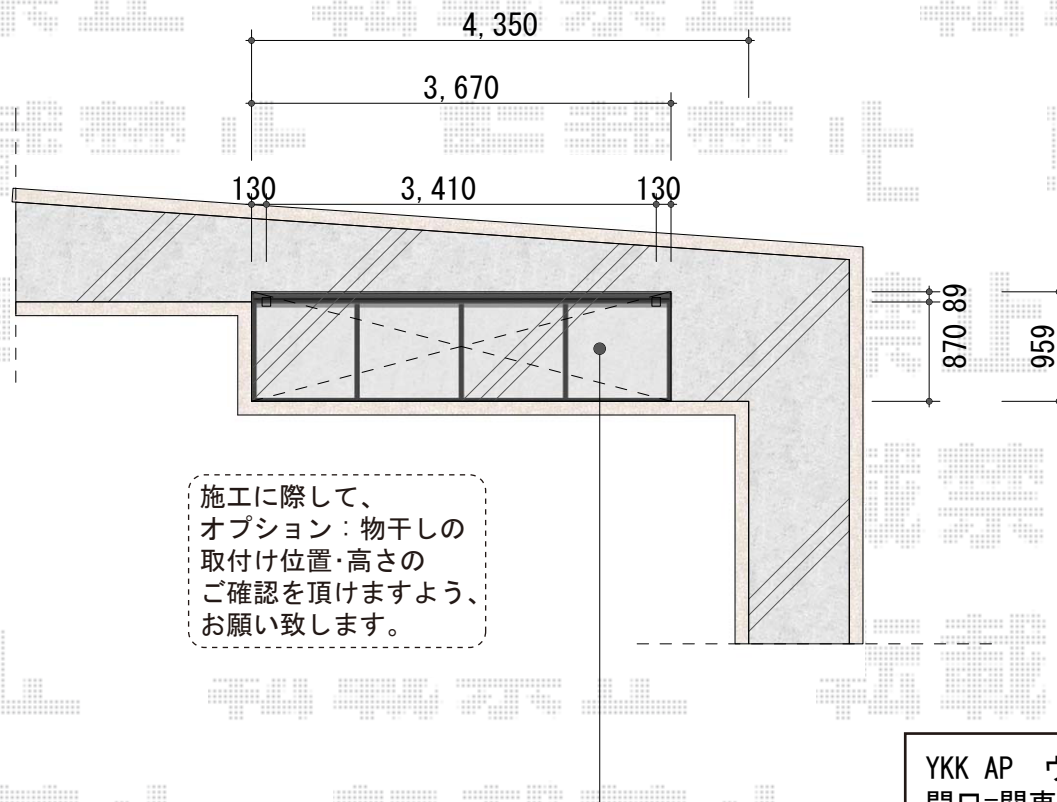 4,350
3,670
130 3,410 130
89
870
959
施工に際して、
オプション：物干しの
取付け位置・高さの
ご確認を頂けますよう、
お願い致します。
YKK AP